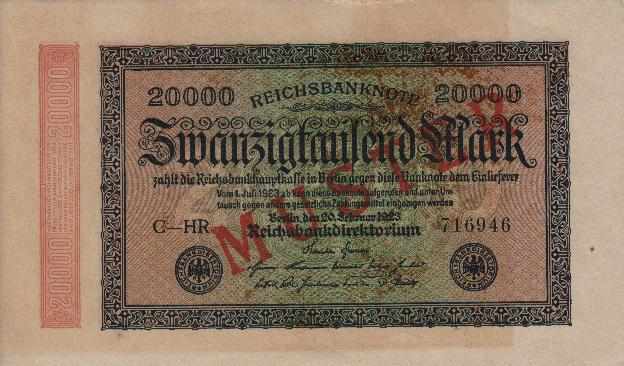 20000 REICHSBANKNOTE 20000
Zwanzigtausend Mark
zahlt die Reichsbankhauptkasse in Berlin gegen diese Banknote dem Einlieferer
Vom 1. Juli 1923 ab kann diese Banknote aufgerufen und unter Um-
tausch gegen andere gesetzliche Zahlungsmittel eingezogen werden
Berlin, den 20. Februar 1923
C—HR Reichsbankdirektorium 716946
MUSTER
20000
20000